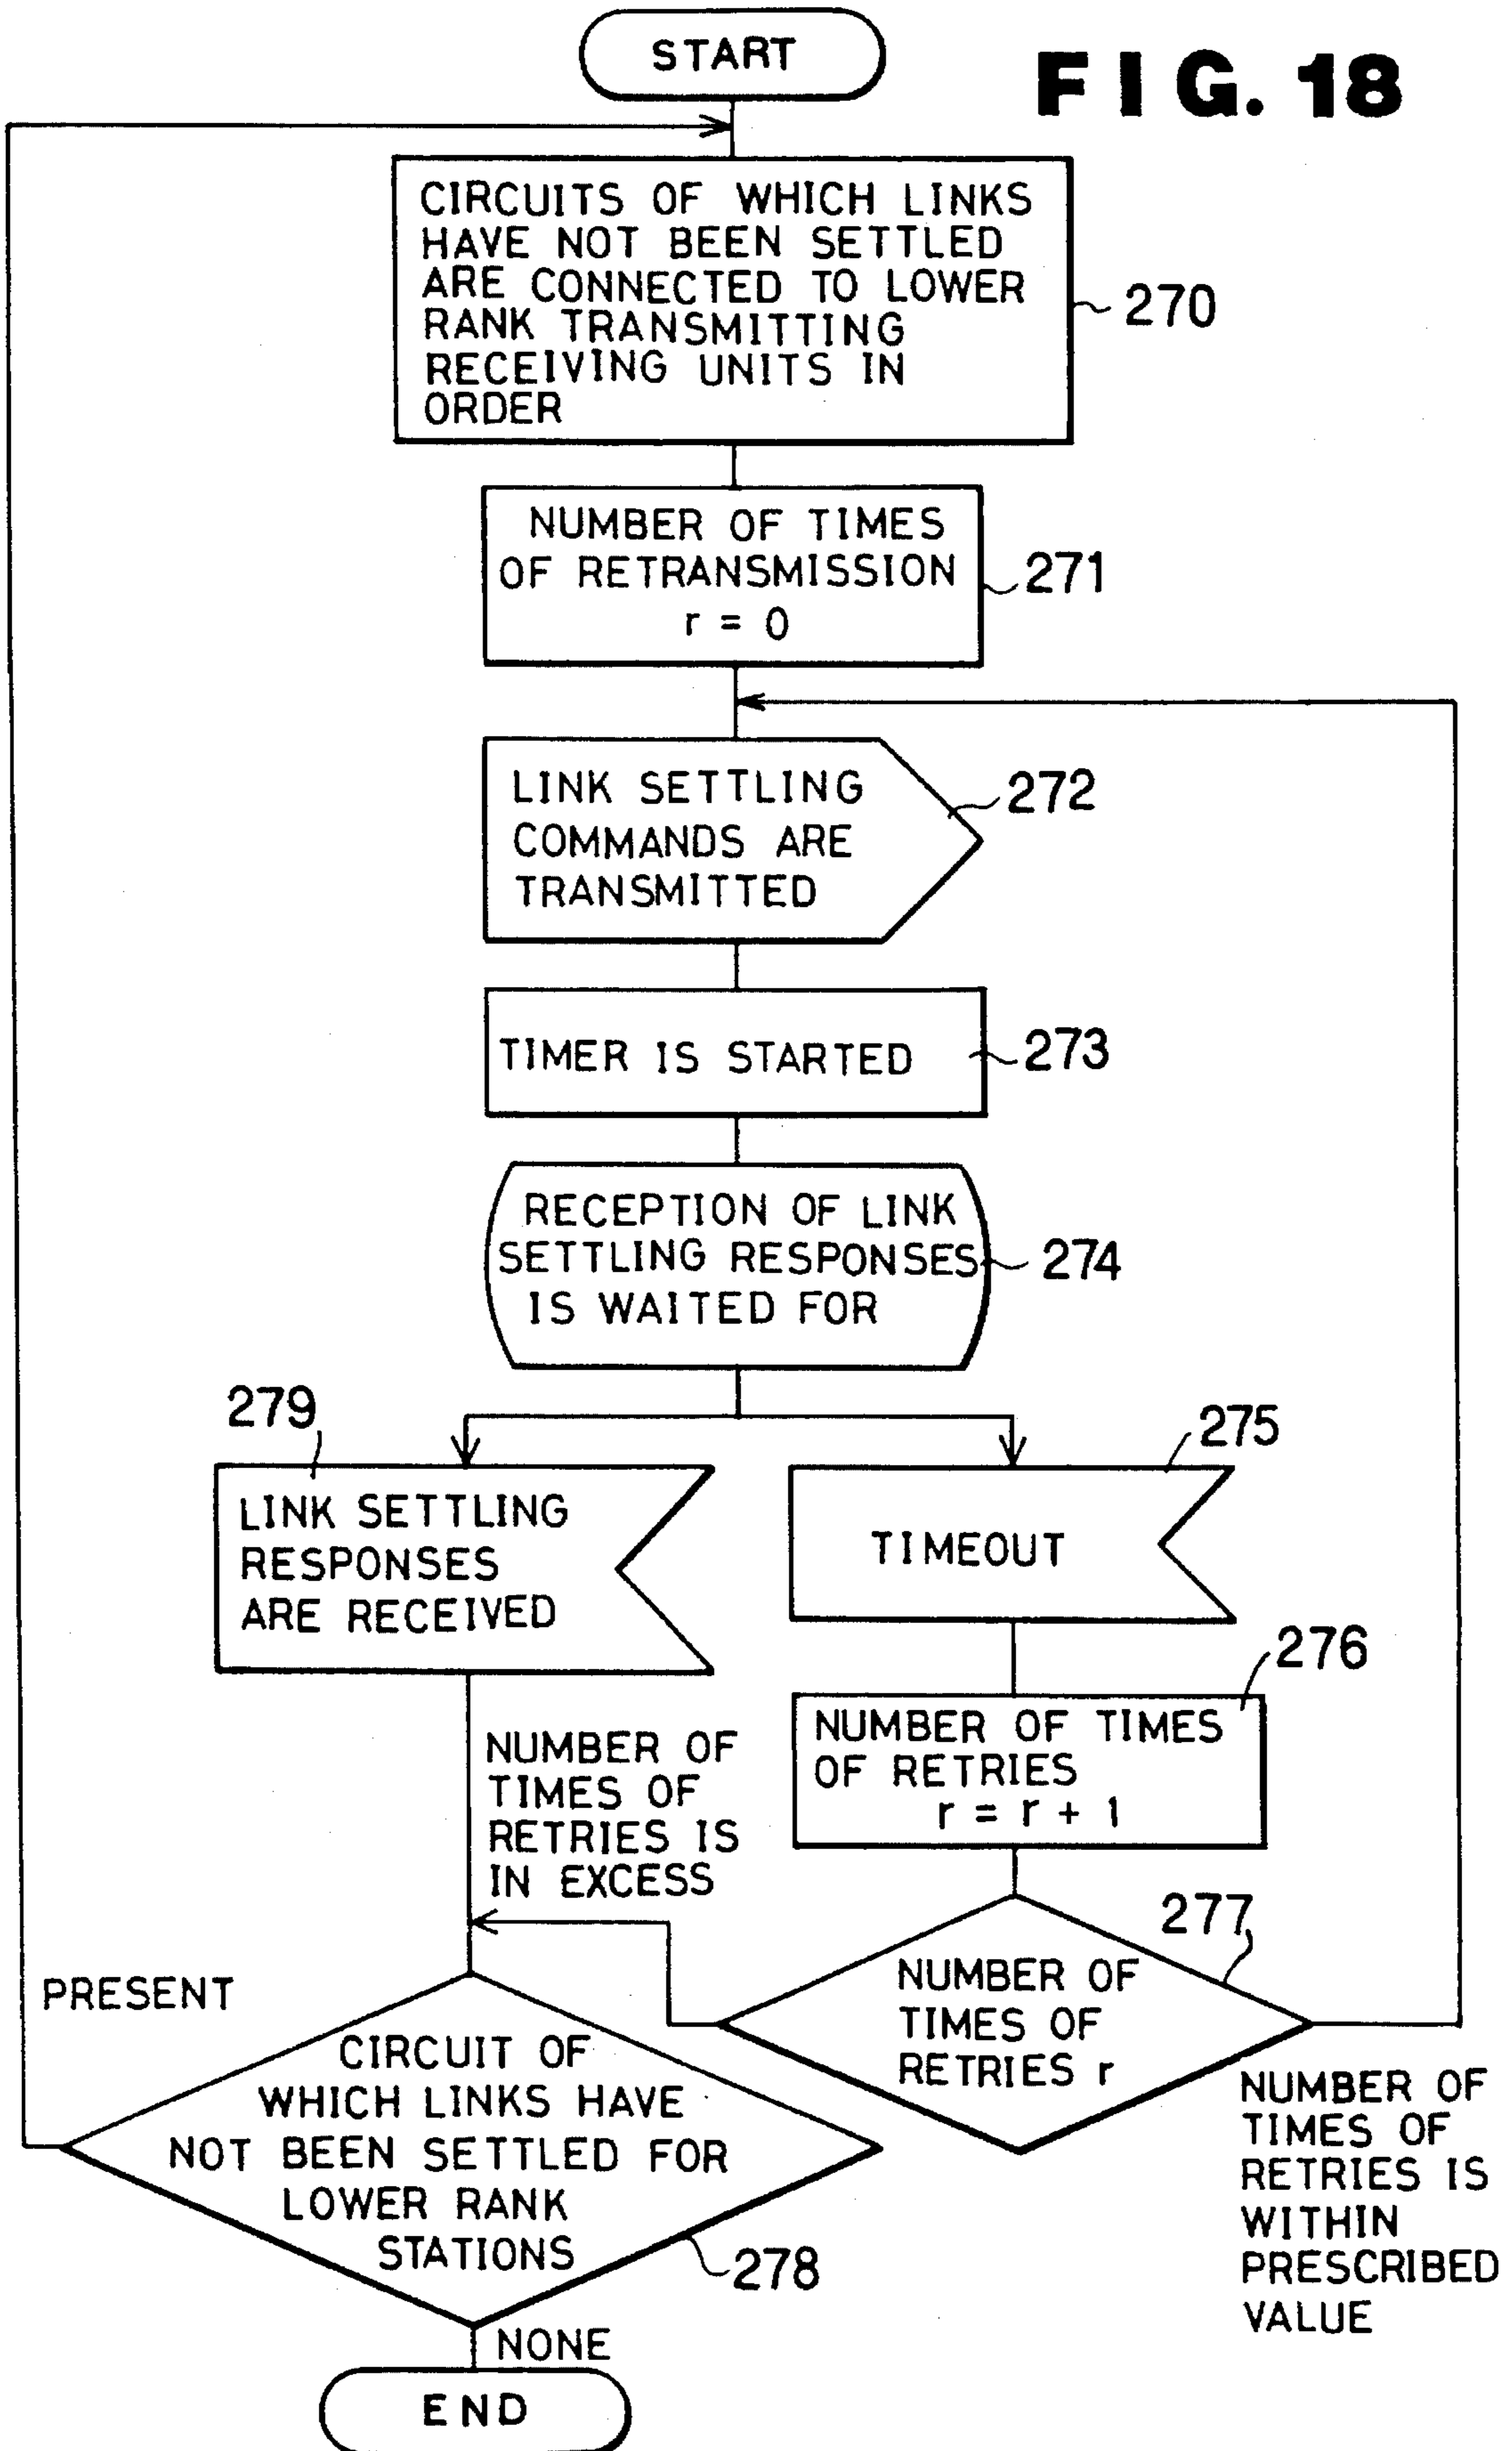 START
FIG. 18
CIRCUITS OF WHICH LINKS
HAVE NOT BEEN SETTLED
ARE CONNECTED TO LOWER
RANK TRANSMITTING
RECEIVING UNITS IN
ORDER
270
NUMBER OF TIMES
OF RETRANSMISSION
r = 0
271
LINK SETTLING
COMMANDS ARE
TRANSMITTED
272
TIMER IS STARTED
273
RECEPTION OF LINK
SETTLING RESPONSES
IS WAITED FOR
274
279
LINK SETTLING
RESPONSES
ARE RECEIVED
275
TIMEOUT
276
NUMBER OF TIMES
OF RETRIES
r = r + 1
NUMBER OF
TIMES OF
RETRIES IS
IN EXCESS
277
NUMBER OF
TIMES OF
RETRIES r
NUMBER OF
TIMES OF
RETRIES IS
WITHIN
PRESCRIBED
VALUE
PRESENT
CIRCUIT OF
WHICH LINKS HAVE
NOT BEEN SETTLED FOR
LOWER RANK
STATIONS
278
NONE
END